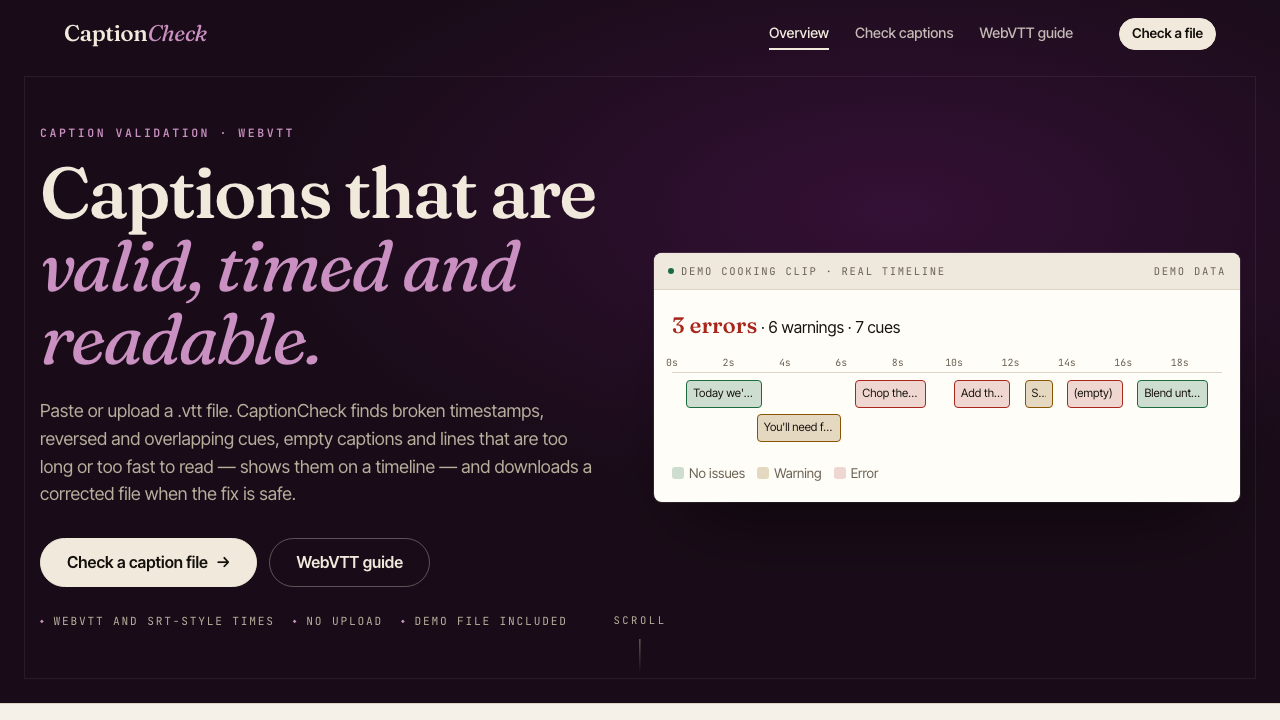 CaptionCheck
Overview
Check captions
WebVTT guide
Check a file
CAPTION VALIDATION · WEBVTT
Captions that are
valid, timed and
readable.
Paste or upload a .vtt file. CaptionCheck finds broken timestamps,
reversed and overlapping cues, empty captions and lines that are too
long or too fast to read — shows them on a timeline — and downloads a
corrected file when the fix is safe.
Check a caption file →
WebVTT guide
WEBVTT AND SRT-STYLE TIMES
NO UPLOAD
DEMO FILE INCLUDED
SCROLL
DEMO COOKING CLIP · REAL TIMELINE
DEMO DATA
3 errors · 6 warnings · 7 cues
0s 2s 4s 6s 8s 10s 12s 14s 16s 18s
Today we'...
Chop the...
Add th...
S...
(empty)
Blend unt...
You'll need f...
No issues
Warning
Error